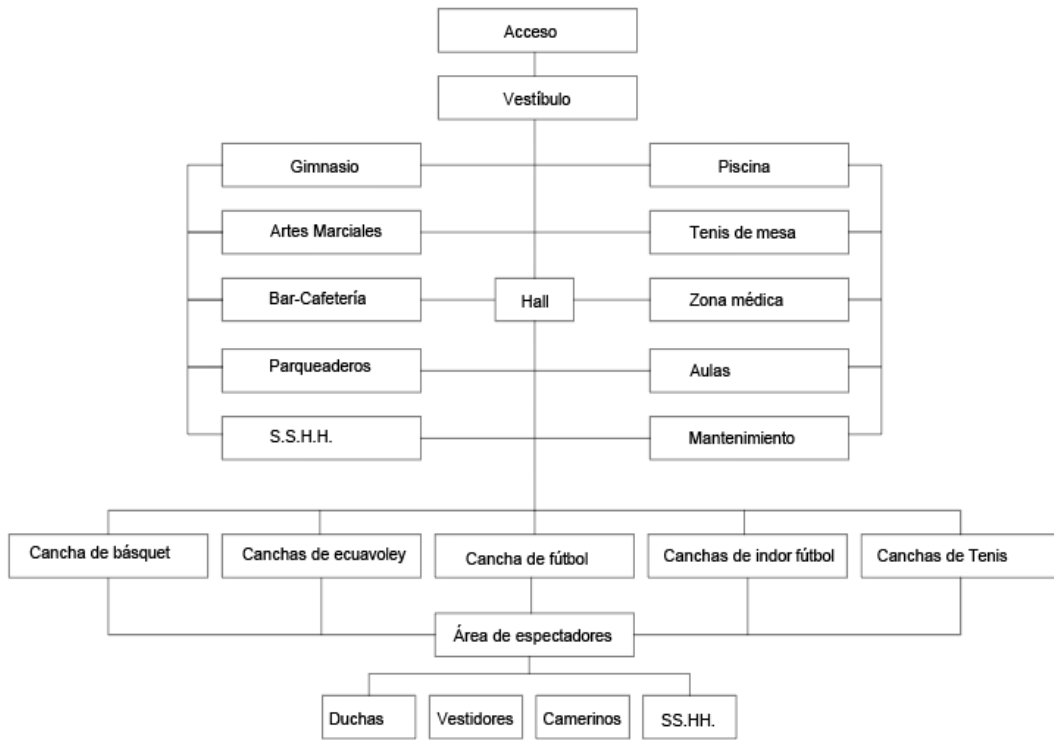 Acceso
Vestíbulo
Gimnasio
Piscina
Artes Marciales
Tenis de mesa
Bar-Cafetería
Hall
Zona médica
Parqueaderos
Aulas
S.S.H.H.
Mantenimiento
Cancha de básquet
Canchas de ecuavoley
Cancha de fútbol
Canchas de indor fútbol
Canchas de Tenis
Área de espectadores
Duchas
Vestidores
Camerinos
SS.HH.